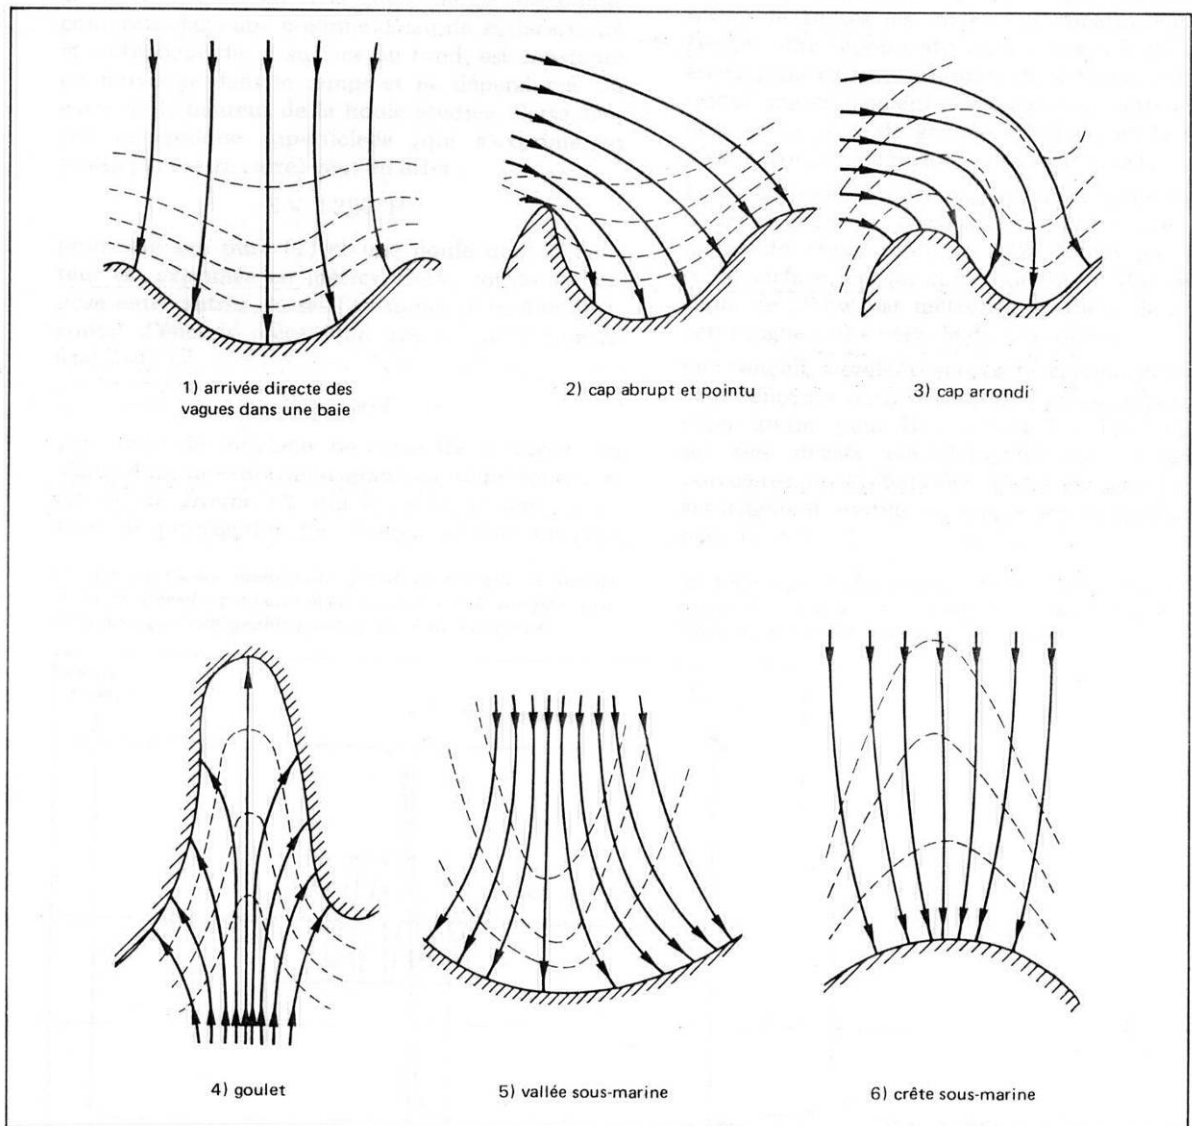 1) arrivée directe des
vagues dans une baie
2) cap abrupt et pointu
3) cap arrondi
4) goulet
5) vallée sous-marine
6) crête sous-marine